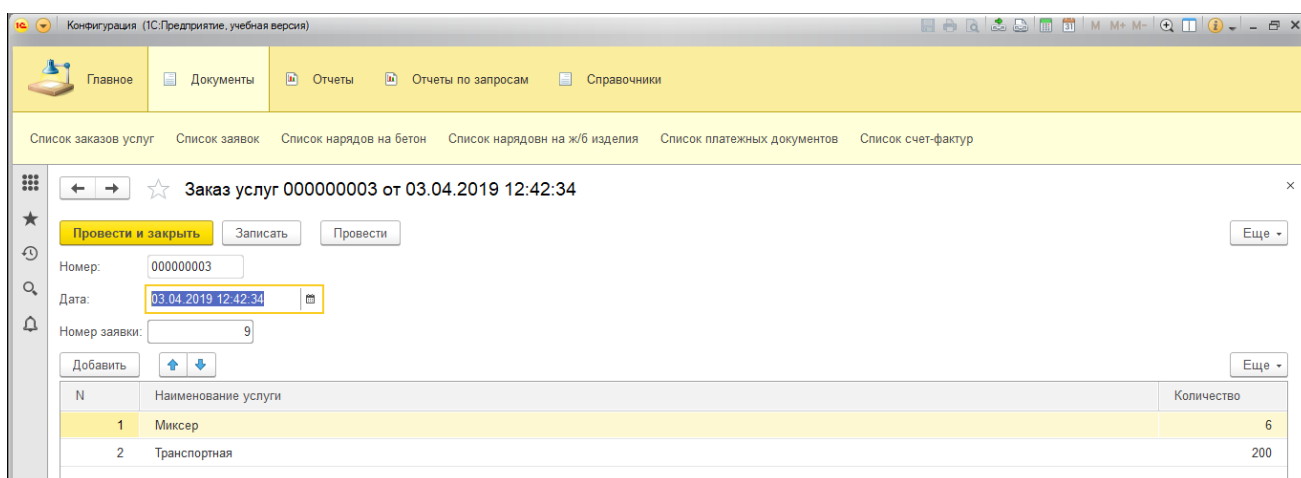 Конфигурация (1С:Предприятие, учебная версия) M M+ M-
Главное Документы Отчеты Отчеты по запросам Справочники
Список заказов услуг Список заявок Список нарядов на бетон Список нарядовн на ж/б изделия Список платежных документов Список счет-фактур
Заказ услуг 000000003 от 03.04.2019 12:42:34
Провести и закрыть Записать Провести Еще
Номер: 000000003
Дата: 03.04.2019 12:42:34
Номер заявки: 9
Добавить Еще
N Наименование услуги Количество
1 Миксер 6
2 Транспортная 200